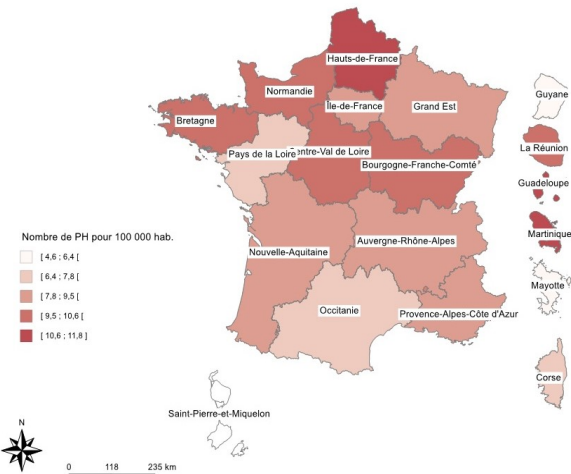 Hauts-de-France
Normandie
Île-de-France
Grand Est
Guyane
Bretagne
La Réunion
Pays de la Loire
entre-Val de Loire
Bourgogne-Franche-Comté
Guadeloupe
Martinique
Nombre de PH pour 100 000 hab.
[ 4,6 ; 6,4 [
[ 6,4 ; 7,8 [
[ 7,8 ; 9,5 [
[ 9,5 ; 10,6 [
[ 10,6 ; 11,8 ]
Auvergne-Rhône-Alpes
Nouvelle-Aquitaine
Mayotte
Occitanie
Provence-Alpes-Côte d'Azur
Corse
Saint-Pierre-et-Miquelon
N
0 118 235 km